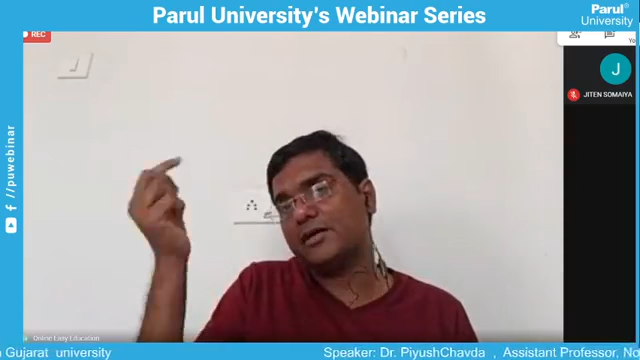 Parul University's Webinar Series
Parul®
University
REC
J
JITEN SOMAIYA
/puwebinar
Online Easy Education
Gujarat university
Speaker: Dr. PiyushChavda , Assistant Professor, No